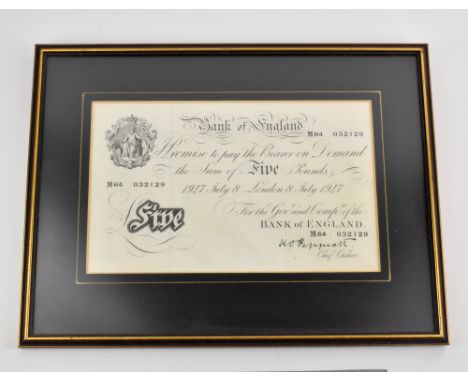 Bank of England
M64 032129
Promise to pay the Bearer on Demand
the Sum of Five Pounds
M64 032129
1947 July 8 London 8 July 1947
For the Govr. and Compa. of the
BANK OF ENGLAND.
£Five
M64 032129
K O Peppiatt
Chief Cashier